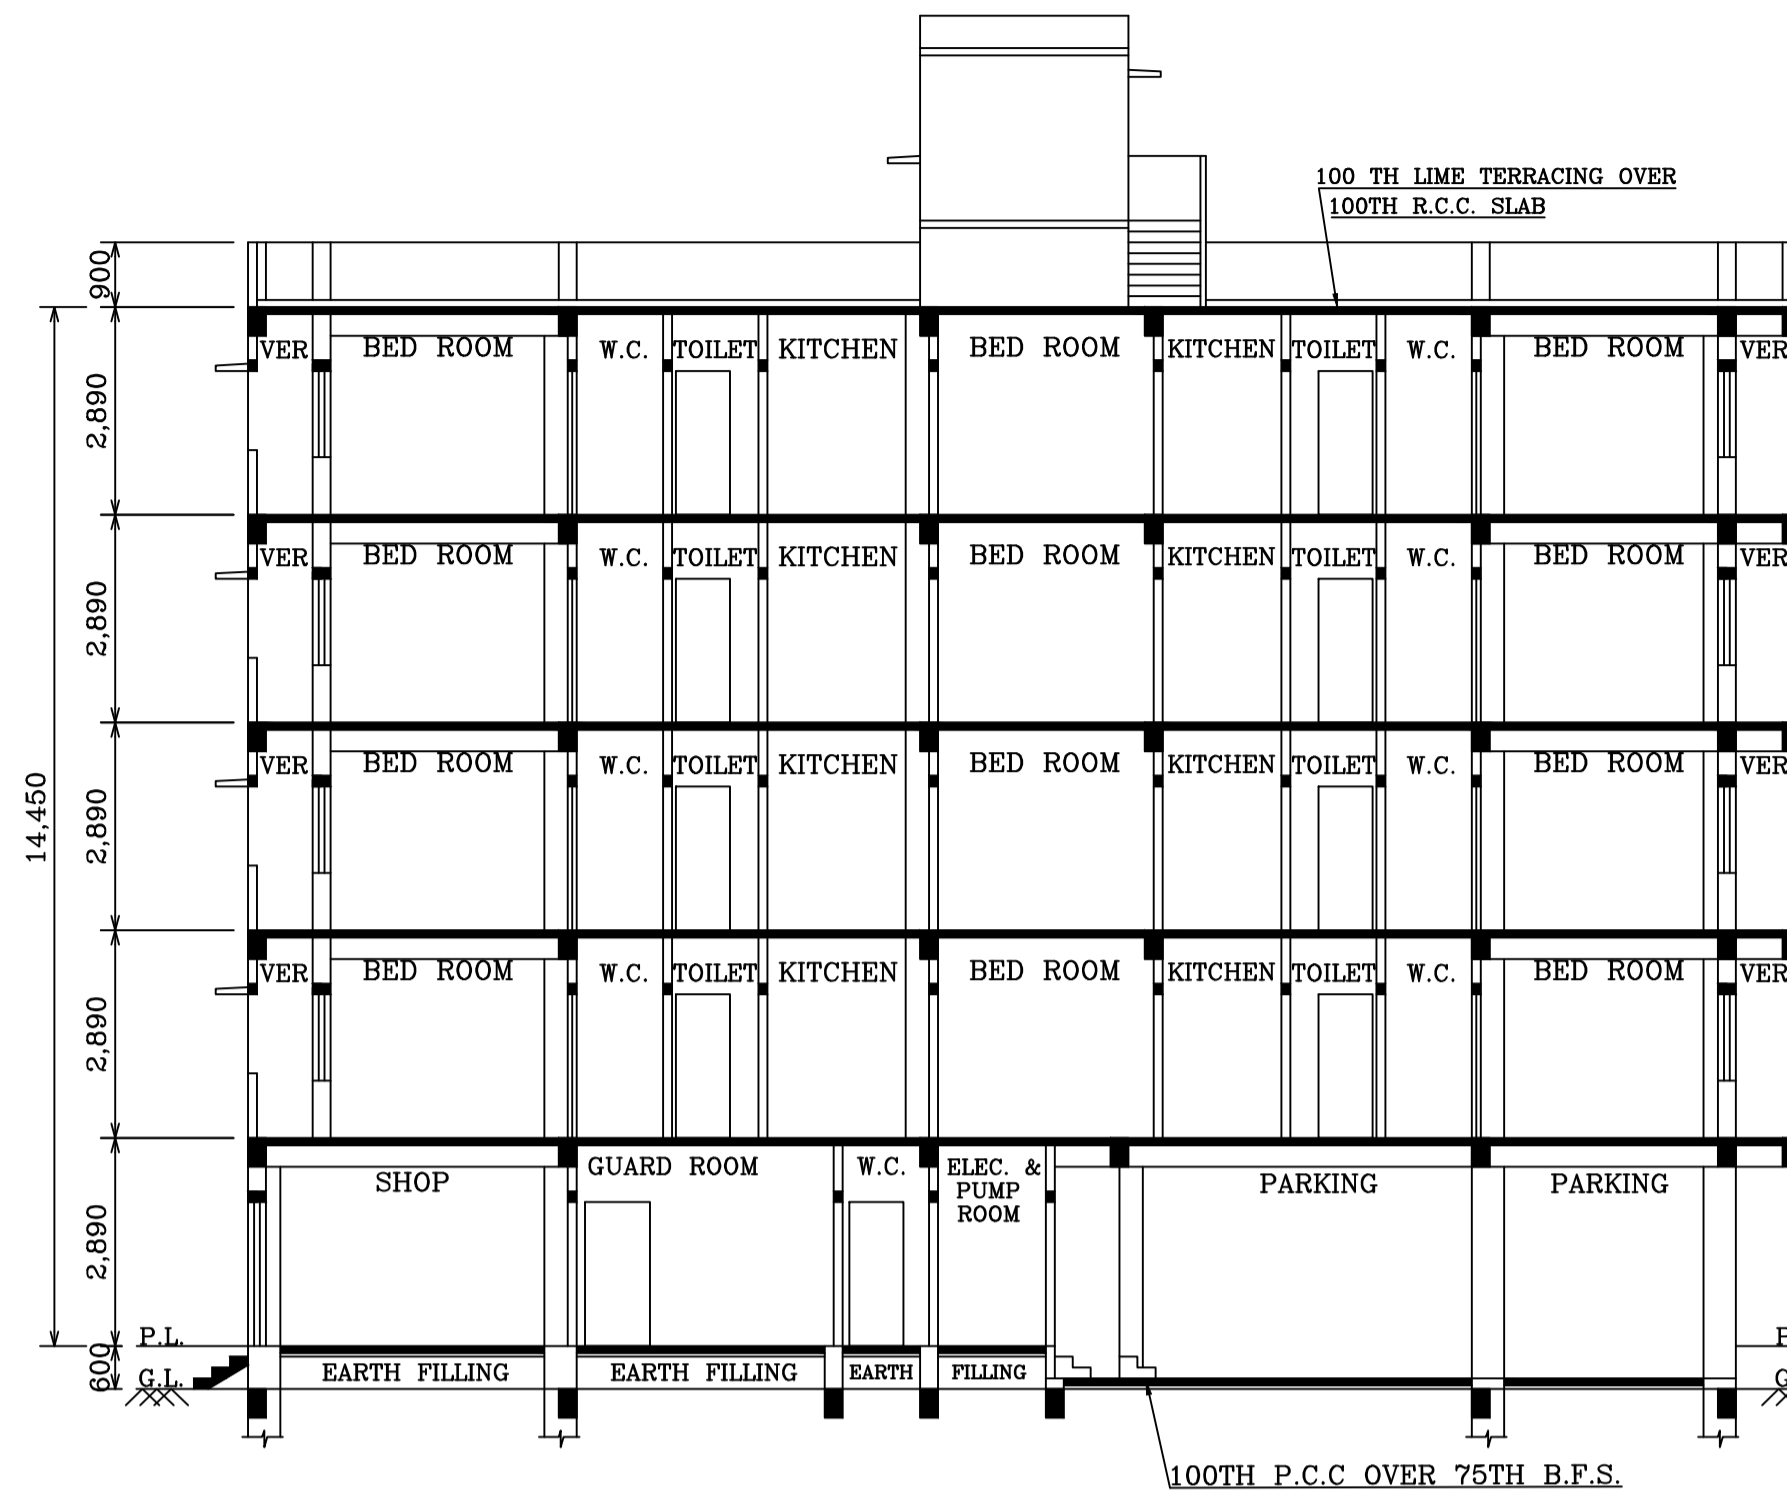 100 TH LIME TERRACING OVER
100TH R.C.C. SLAB
900
VER BED ROOM W.C. TOILET KITCHEN BED ROOM KITCHEN TOILET W.C. BED ROOM VER
2,890
VER BED ROOM W.C. TOILET KITCHEN BED ROOM KITCHEN TOILET W.C. BED ROOM VER
2,890
VER BED ROOM W.C. TOILET KITCHEN BED ROOM KITCHEN TOILET W.C. BED ROOM VER
2,890
14,450
VER BED ROOM W.C. TOILET KITCHEN BED ROOM KITCHEN TOILET W.C. BED ROOM VER
2,890
SHOP GUARD ROOM W.C. ELEC. &
PUMP
ROOM
PARKING PARKING
2,890
P.L.
600
G.L. EARTH FILLING EARTH FILLING EARTH FILLING
100TH P.C.C OVER 75TH B.F.S.